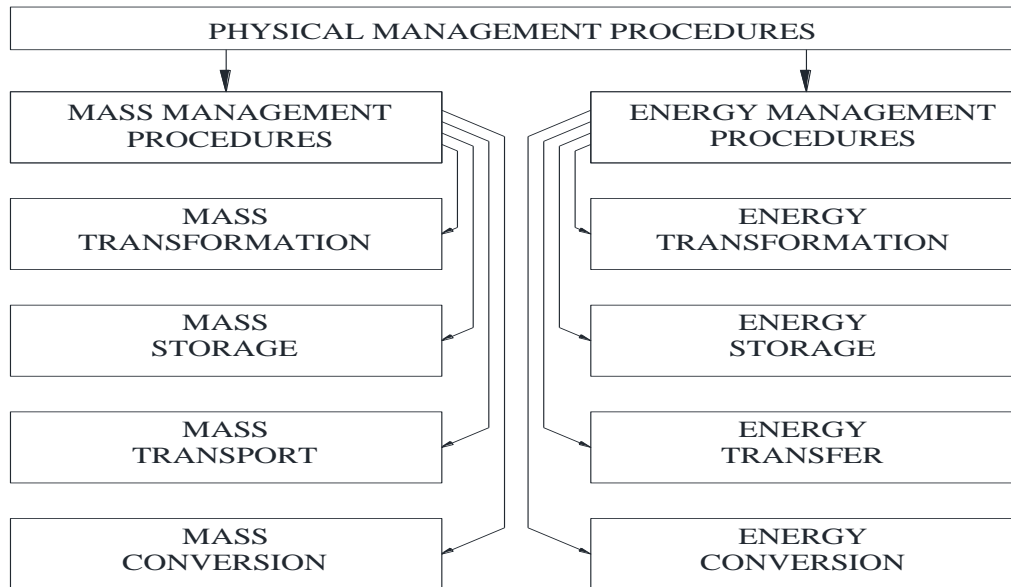 PHYSICAL MANAGEMENT PROCEDURES
MASS MANAGEMENT
PROCEDURES
ENERGY MANAGEMENT
PROCEDURES
MASS
TRANSFORMATION
ENERGY
TRANSFORMATION
MASS
STORAGE
ENERGY
STORAGE
MASS
TRANSPORT
ENERGY
TRANSFER
MASS
CONVERSION
ENERGY
CONVERSION